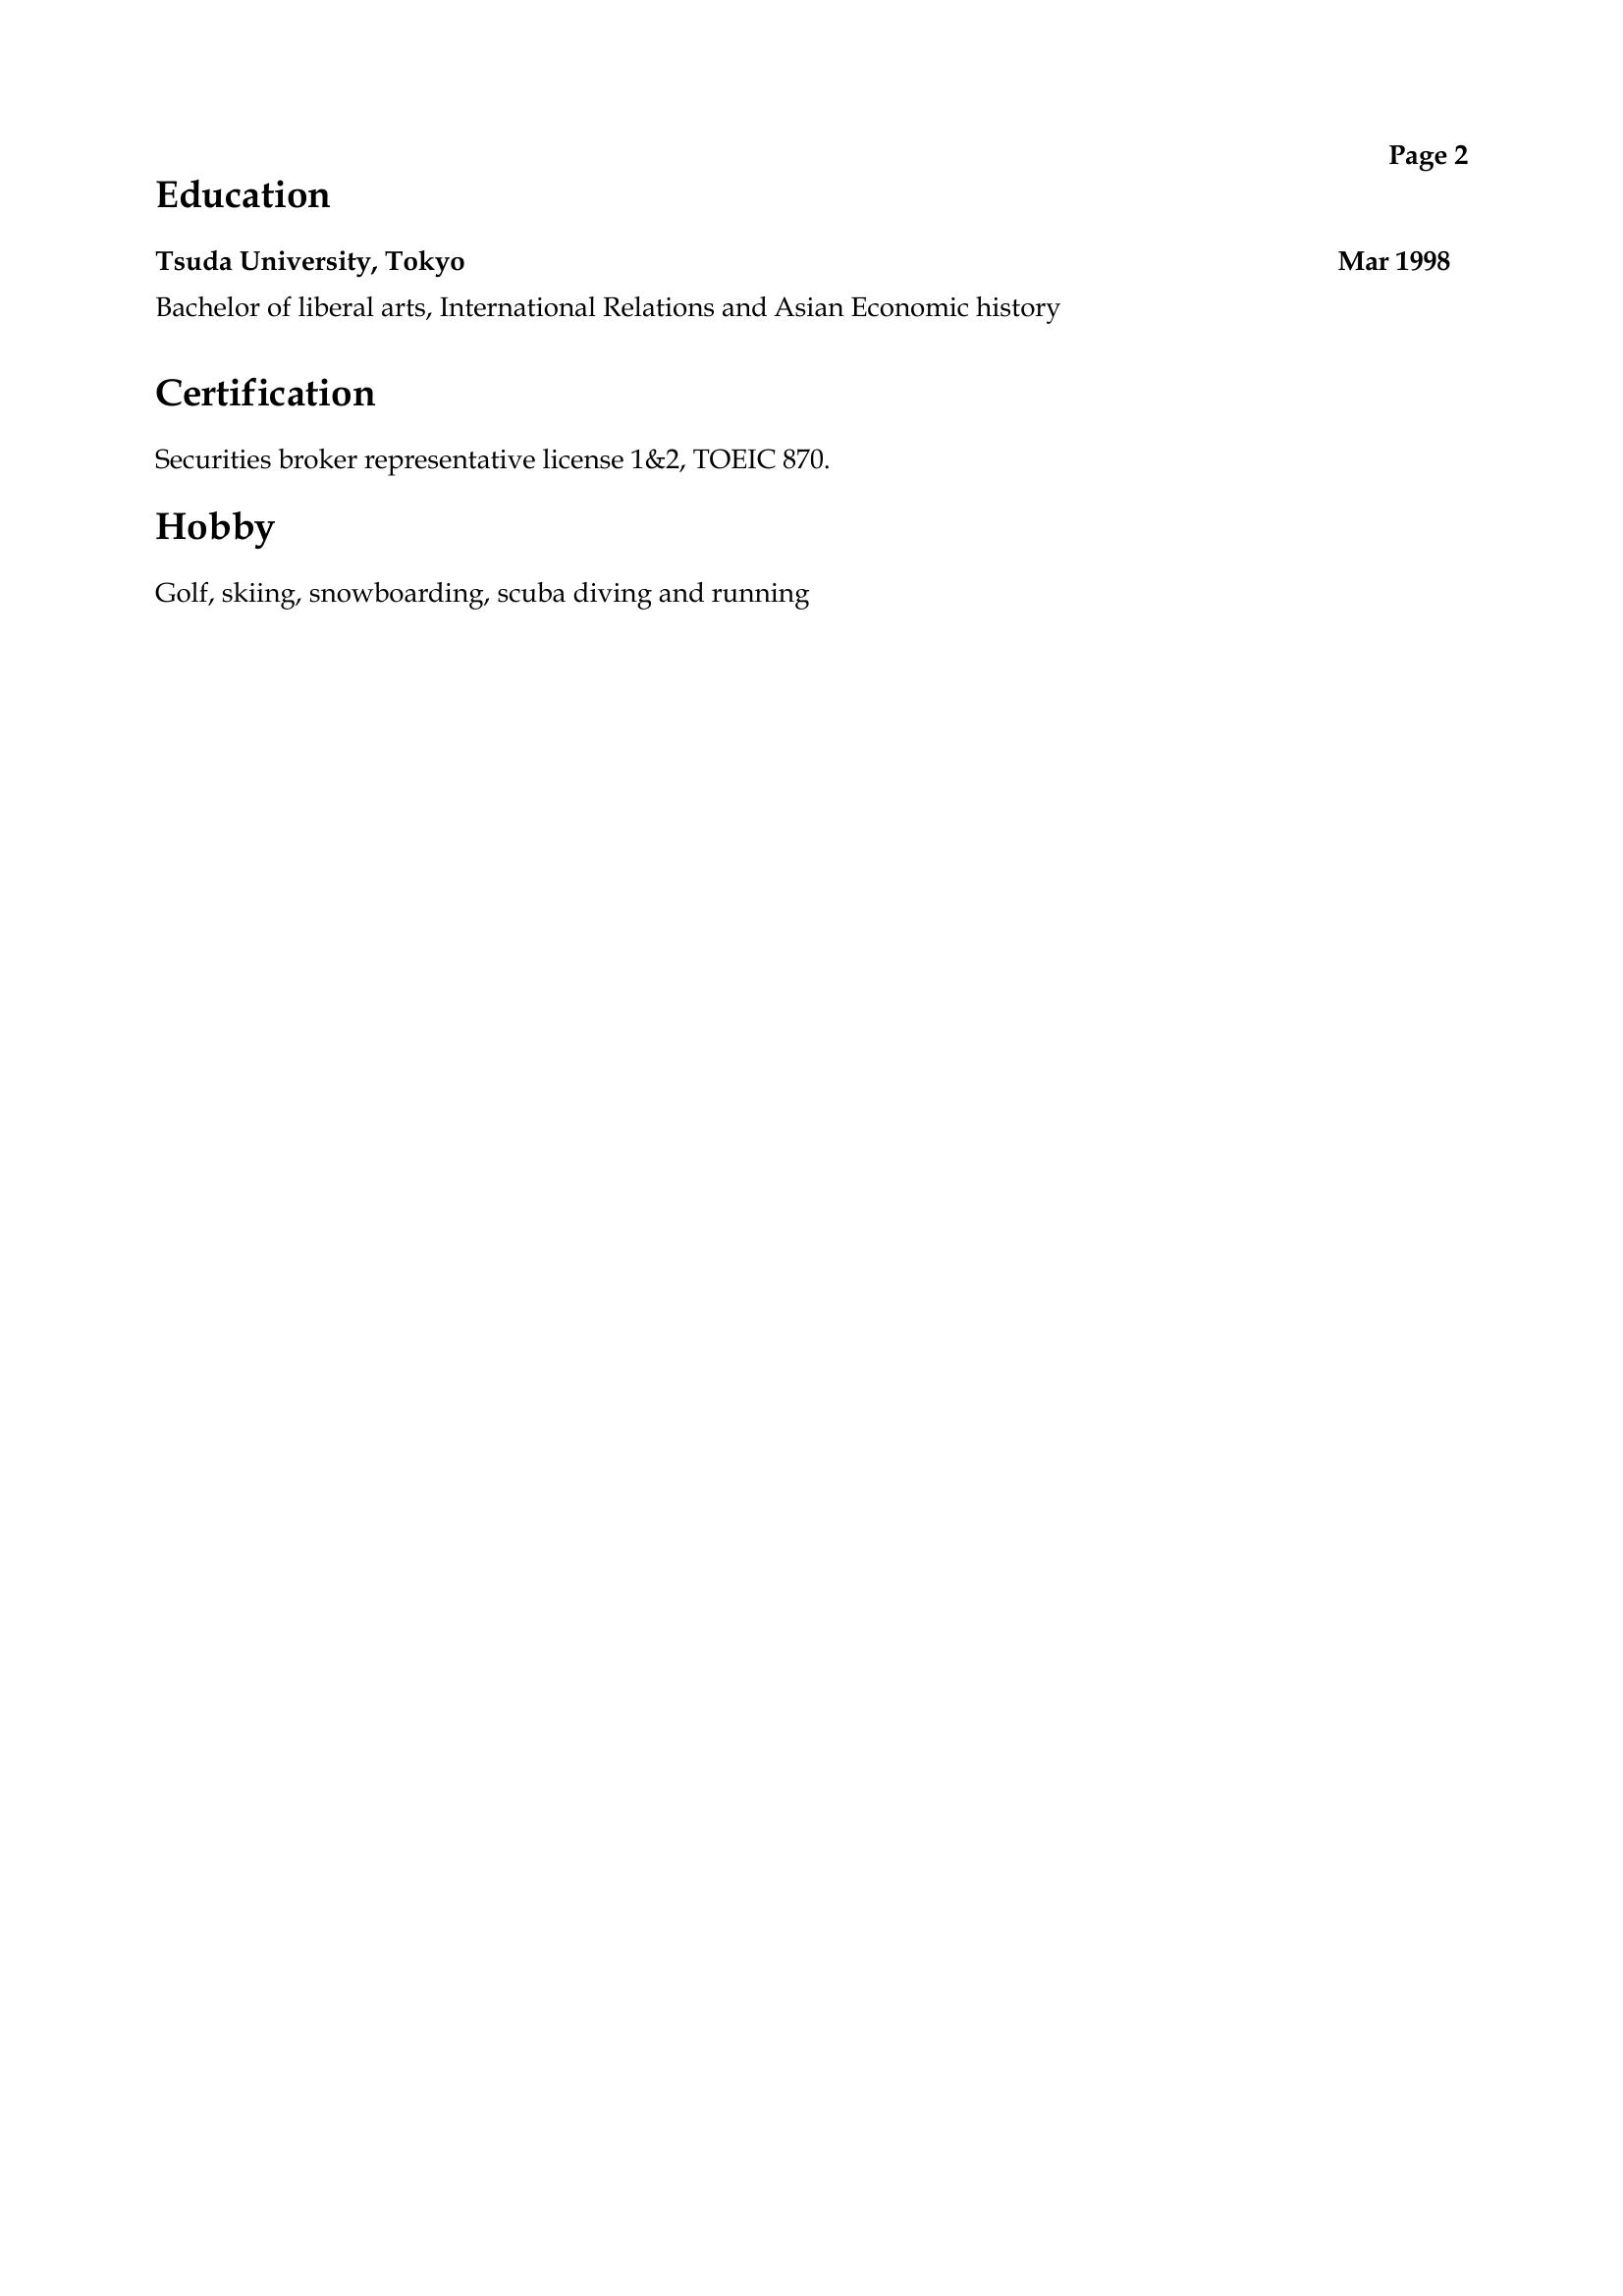 Page 2
Education
Tsuda University, Tokyo Mar 1998
Bachelor of liberal arts, International Relations and Asian Economic history
Certification
Securities broker representative license 1&2, TOEIC 870.
Hobby
Golf, skiing, snowboarding, scuba diving and running